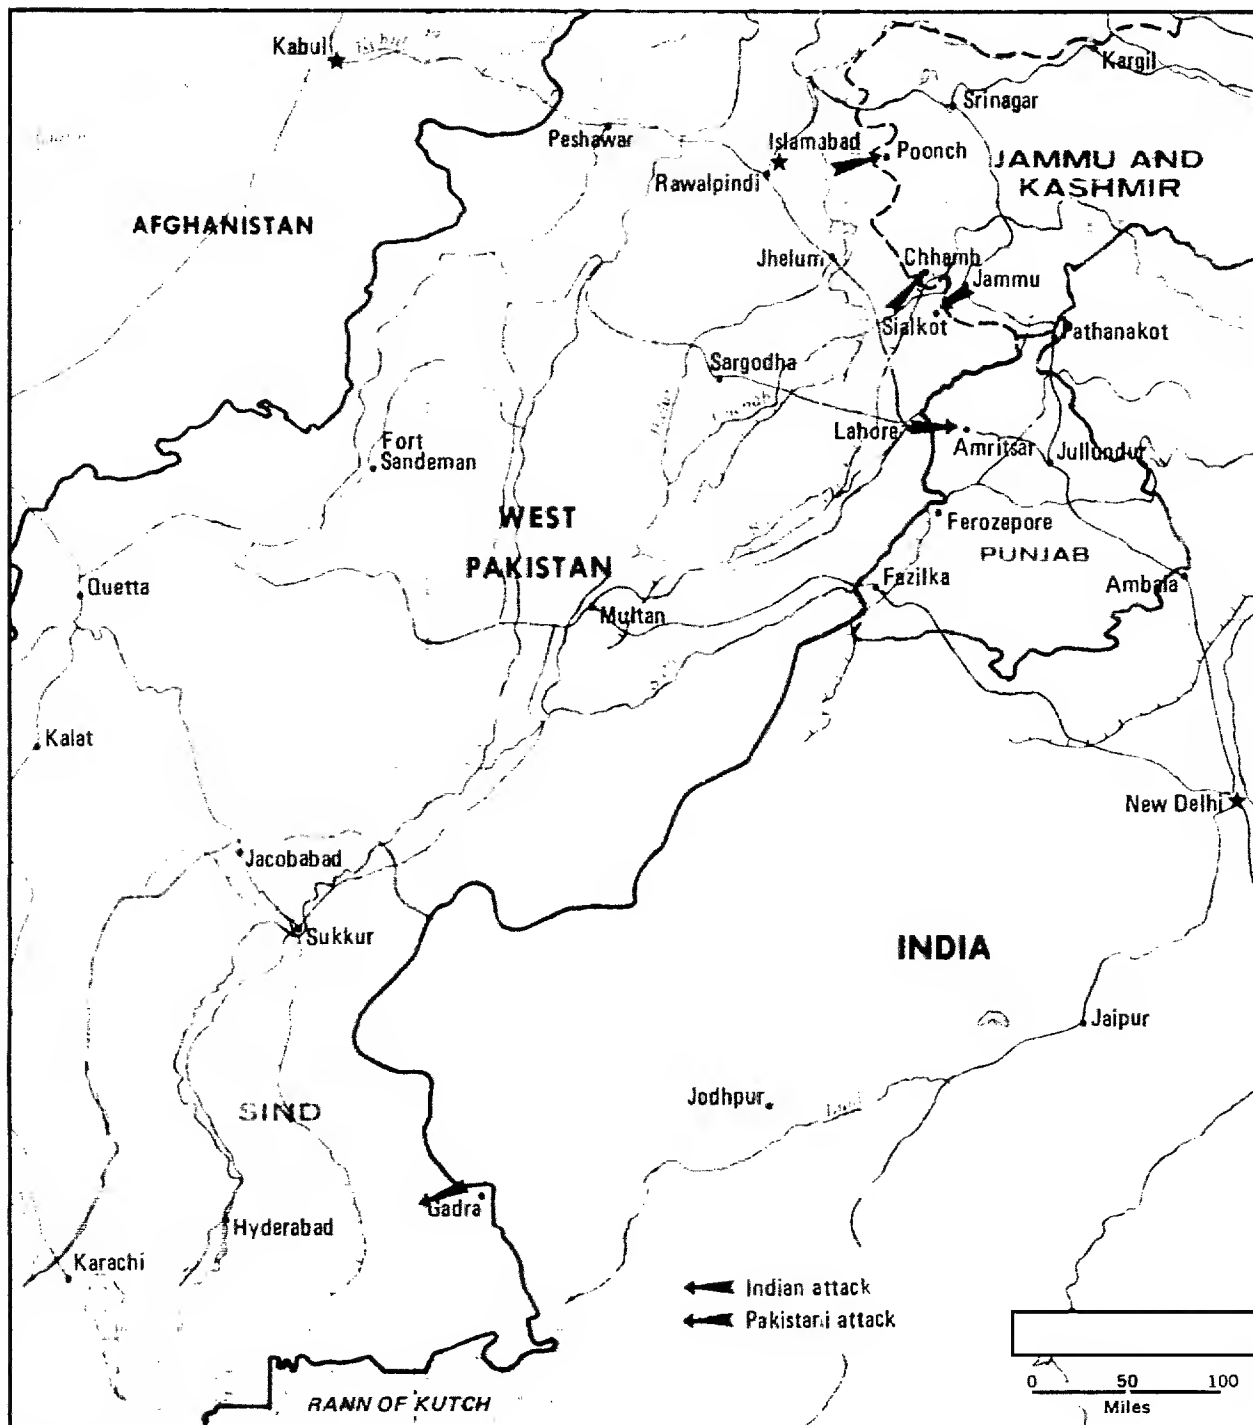 Kabul
Kargil
Srinagar
Peshawar
Islamabad
Poonch
JAMMU AND
KASHMIR
Rawalpindi
AFGHANISTAN
Jhelum
Chhamb
Jammu
Sialkot
Pathanakot
Sargodha
Lahore
Amritsar
Jullundur
Fort
Sandeman
WEST
PAKISTAN
Ferozepore
PUNJAB
Quetta
Fazilka
Ambala
Multan
Kalat
New Delhi
Jacobabad
Sukkur
INDIA
Jaipur
Jodhpur
SIND
Gadra
Hyderabad
Karachi
Indian attack
Pakistani attack
0 50 100
Miles
RANN OF KUTCH